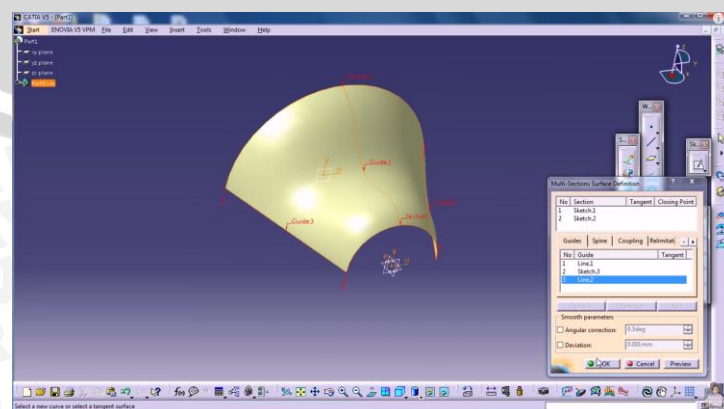 CATIA V5 - [Part1]
Start ENOVIA V5 VPM File Edit View Insert Tools Window Help
Part1
xy plane
yz plane
zx plane
PartBody
Guide3
W...
S...
Sk...
Multi-Sections Surface Definition
No Section Tangent Closing Point
1 Sketch.1
2 Sketch.2
Guides Spine Coupling Relimitati
No Guide Tangent
1 Line.1
2 Sketch.3
3 Line.2
Smooth parameters
Angular correction: 0.5deg
Deviation: 0.001mm
OK Cancel Preview
Select a new curve or select a tangent surface